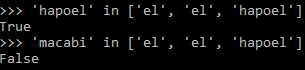 >>> 'hapoel' in ['el', 'el', 'hapoel']
True
>>> 'macabi' in ['el', 'el', 'hapoel']
False